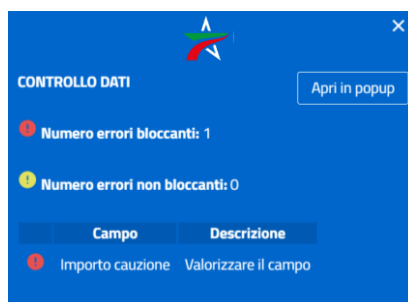 CONTROLLO DATI
Apri in popup
Numero errori bloccanti: 1
Numero errori non bloccanti: 0
Campo Descrizione
Importo cauzione Valorizzare il campo